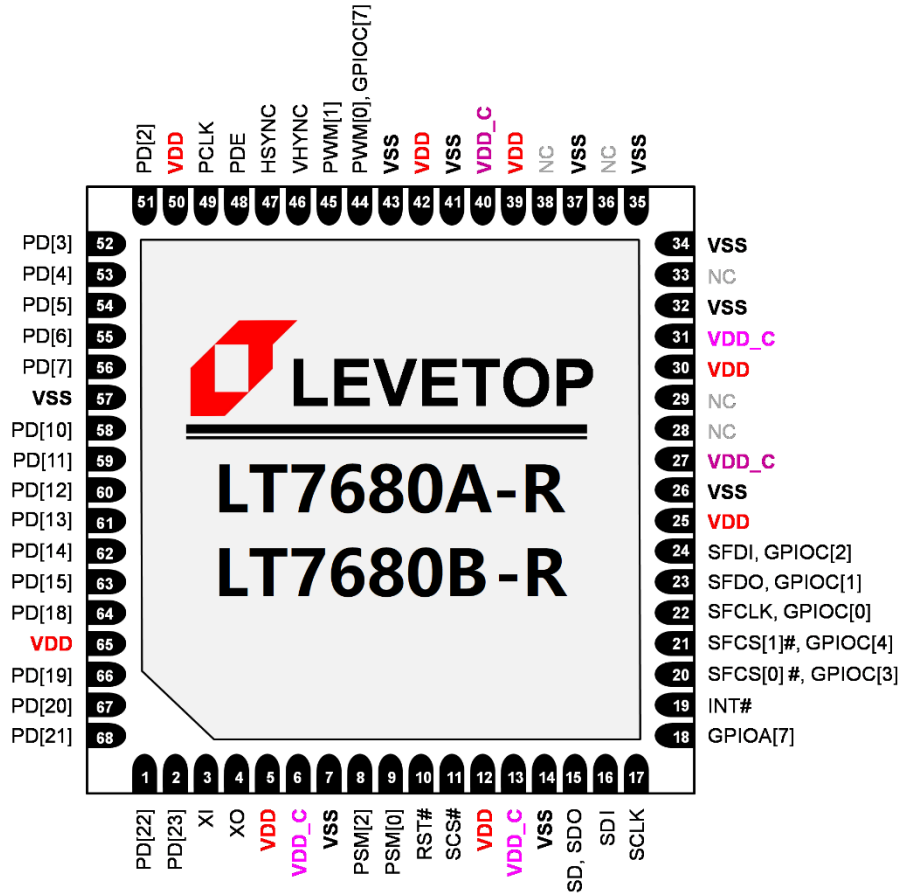 PD[2]
VDD
PCLK
PDE
HSYNC
VHYNC
PWM[1]
PWM[0], GPIOC[7]
VSS
VDD
VSS
VDD_C
VDD
NC
VSS
NC
VSS
51 50 49 48 47 46 45 44 43 42 41 40 39 38 37 36 35
PD[3] 52
PD[4] 53
PD[5] 54
PD[6] 55
PD[7] 56
VSS 57
PD[10] 58
PD[11] 59
PD[12] 60
PD[13] 61
PD[14] 62
PD[15] 63
PD[18] 64
VDD 65
PD[19] 66
PD[20] 67
PD[21] 68
LEVETOP
LT7680A-R
LT7680B-R
34 VSS
33 NC
32 VSS
31 VDD_C
30 VDD
29 NC
28 NC
27 VDD_C
26 VSS
25 VDD
24 SFDI, GPIOC[2]
23 SFDO, GPIOC[1]
22 SFCLK, GPIOC[0]
21 SFCS[1]#, GPIOC[4]
20 SFCS[0] #, GPIOC[3]
19 INT#
18 GPIOA[7]
1 2 3 4 5 6 7 8 9 10 11 12 13 14 15 16 17
PD[22]
PD[23]
XI
XO
VDD
VDD_C
VSS
PSM[2]
PSM[0]
RST#
SCS#
VDD
VDD_C
VSS
SD, SDO
SDI
SCLK